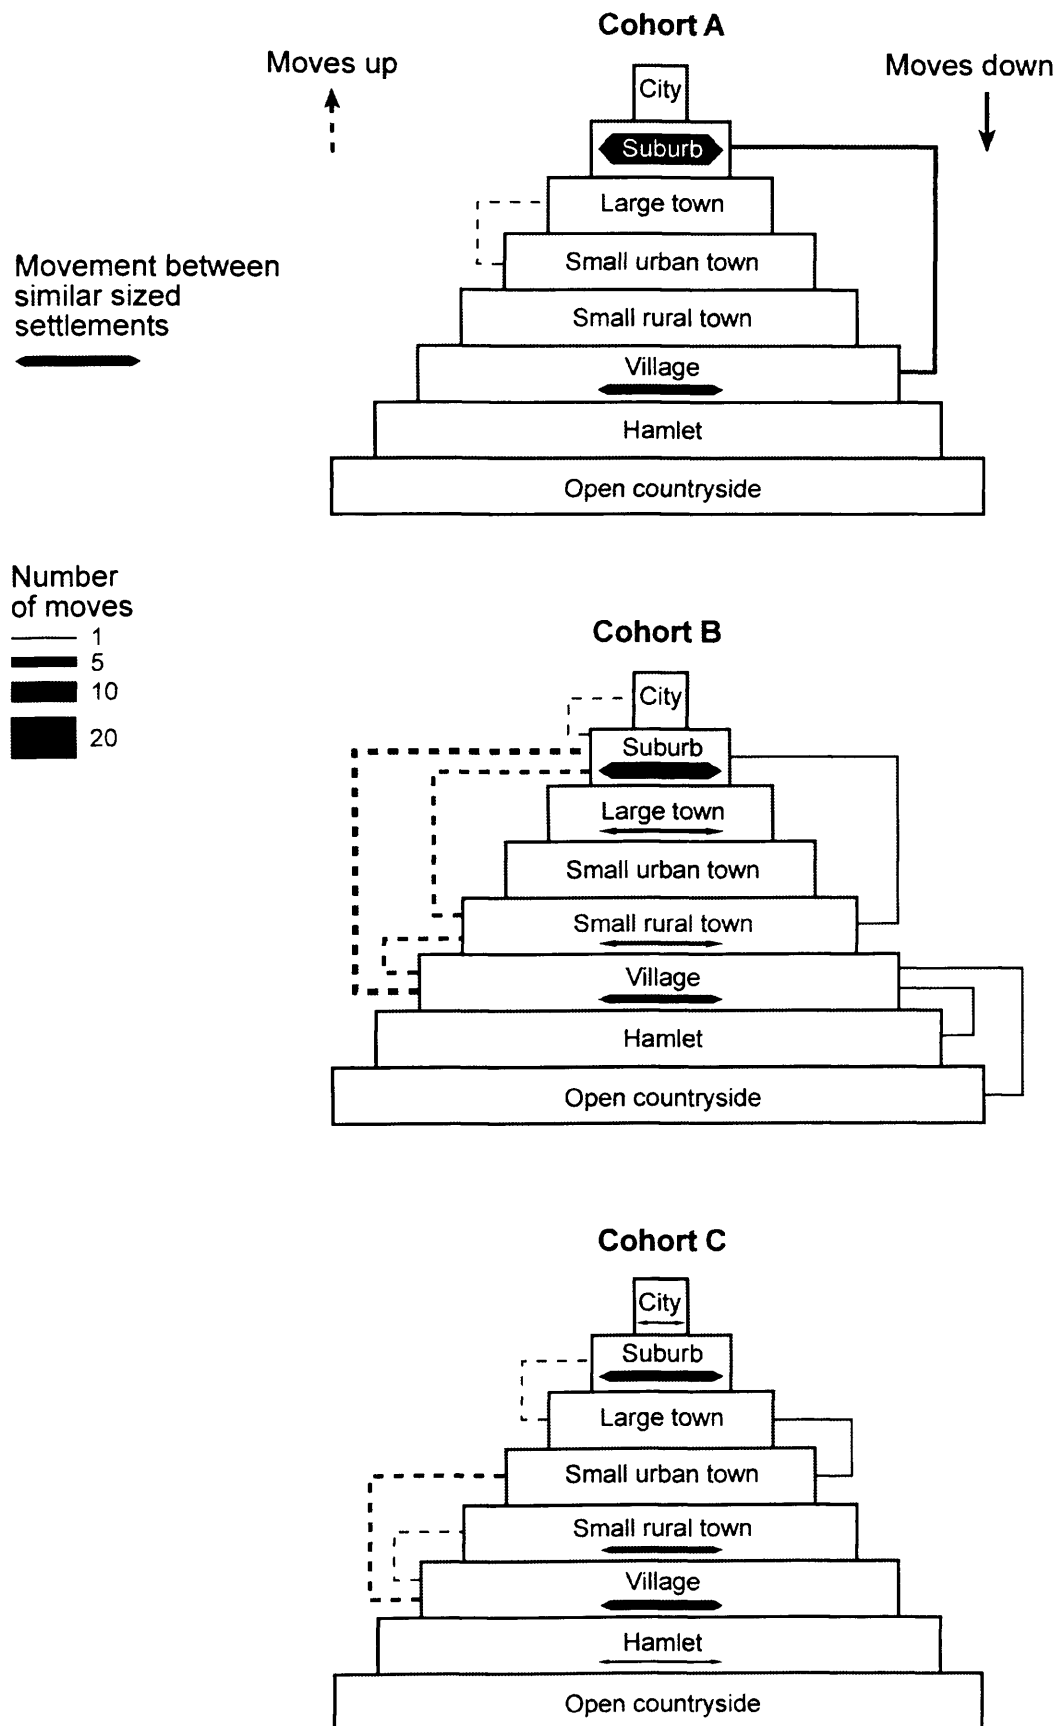 Cohort A
Moves up
Moves down
City
Suburb
Large town
Movement between
similar sized
settlements
Small urban town
Small rural town
Village
Hamlet
Open countryside
Number
of moves
1
5
10
20
Cohort B
City
Suburb
Large town
Small urban town
Small rural town
Village
Hamlet
Open countryside
Cohort C
City
Suburb
Large town
Small urban town
Small rural town
Village
Hamlet
Open countryside